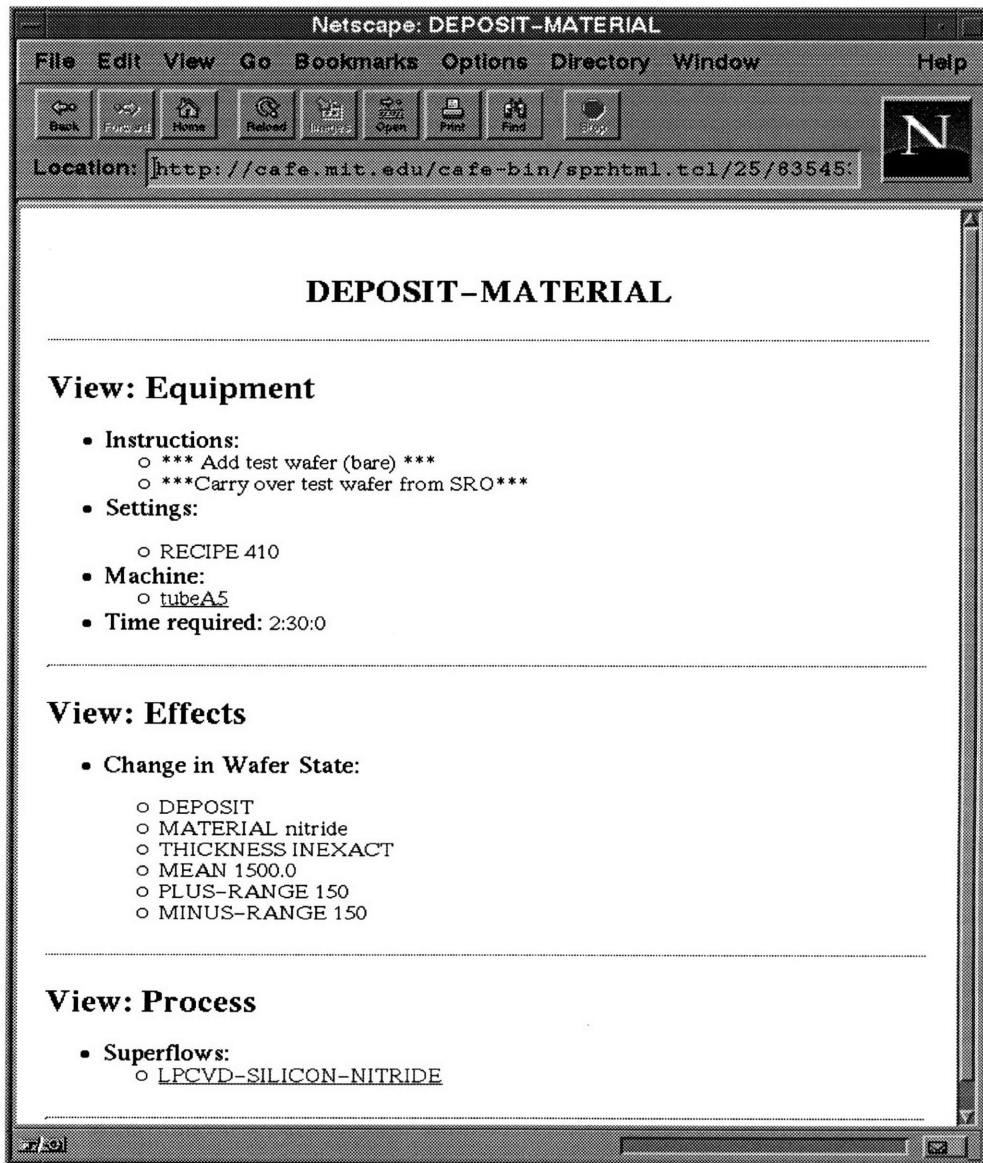 Netscape: DEPOSIT-MATERIAL
File Edit View Go Bookmarks Options Directory Window Help
Back Forward Home Reload Images Open Print Find Stop
N
Location: http://cafe.mit.edu/cafe-bin/sprhtml.tcl/25/83545
DEPOSIT-MATERIAL
View: Equipment
• Instructions:
o *** Add test wafer (bare) ***
o ***Carry over test wafer from SRO***
• Settings:
o RECIPE 410
• Machine:
o tubeA5
• Time required: 2:30:0
View: Effects
• Change in Wafer State:
o DEPOSIT
o MATERIAL nitride
o THICKNESS INEXACT
o MEAN 1500.0
o PLUS-RANGE 150
o MINUS-RANGE 150
View: Process
• Superflows:
o LPCVD-SILICON-NITRIDE